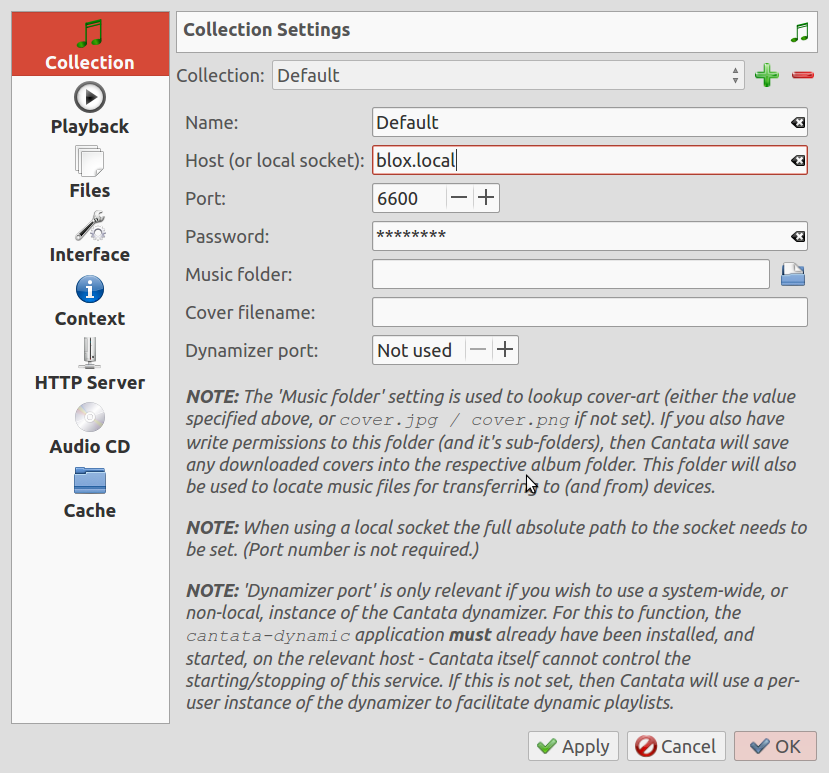 Collection
Playback
Files
Interface
Context
HTTP Server
Audio CD
Cache
Collection Settings
Collection: Default
Name: Default
Host (or local socket): blox.local
Port: 6600
Password: ********
Music folder:
Cover filename:
Dynamizer port: Not used
NOTE: The 'Music folder' setting is used to lookup cover-art (either the value
specified above, or cover.jpg / cover.png if not set). If you also have
write permissions to this folder (and it's sub-folders), then Cantata will save
any downloaded covers into the respective album folder. This folder will also
be used to locate music files for transferring to (and from) devices.
NOTE: When using a local socket the full absolute path to the socket needs to
be set. (Port number is not required.)
NOTE: 'Dynamizer port' is only relevant if you wish to use a system-wide, or
non-local, instance of the Cantata dynamizer. For this to function, the
cantata-dynamic application must already have been installed, and
started, on the relevant host - Cantata itself cannot control the
starting/stopping of this service. If this is not set, then Cantata will use a per-
user instance of the dynamizer to facilitate dynamic playlists.
Apply
Cancel
OK